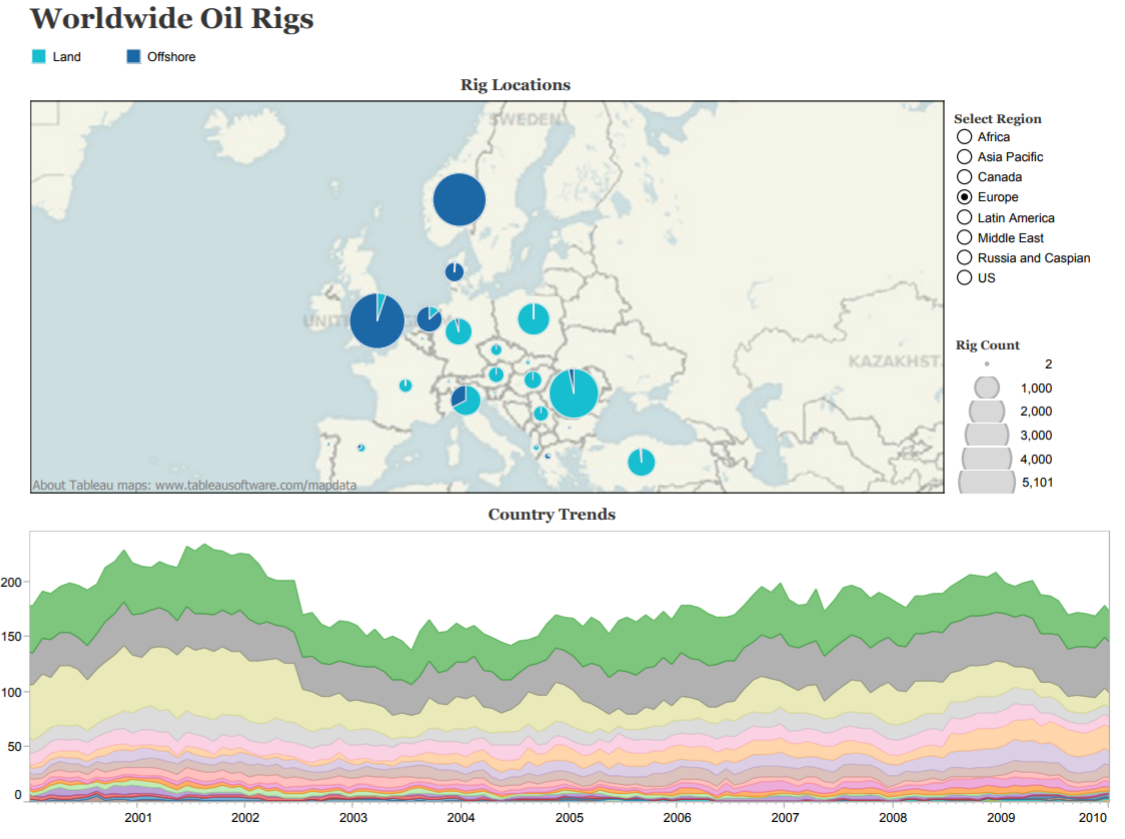 Worldwide Oil Rigs
Land
Offshore
Rig Locations
SWEDEN
KAZAKHST
About Tableau maps: www.tableausoftware.com/mapdata
Select Region
Africa
Asia Pacific
Canada
Europe
Latin America
Middle East
Russia and Caspian
US
Rig Count
2
1,000
2,000
3,000
4,000
5,101
Country Trends
200
150
100
50
0
2001 2002 2003 2004 2005 2006 2007 2008 2009 2010